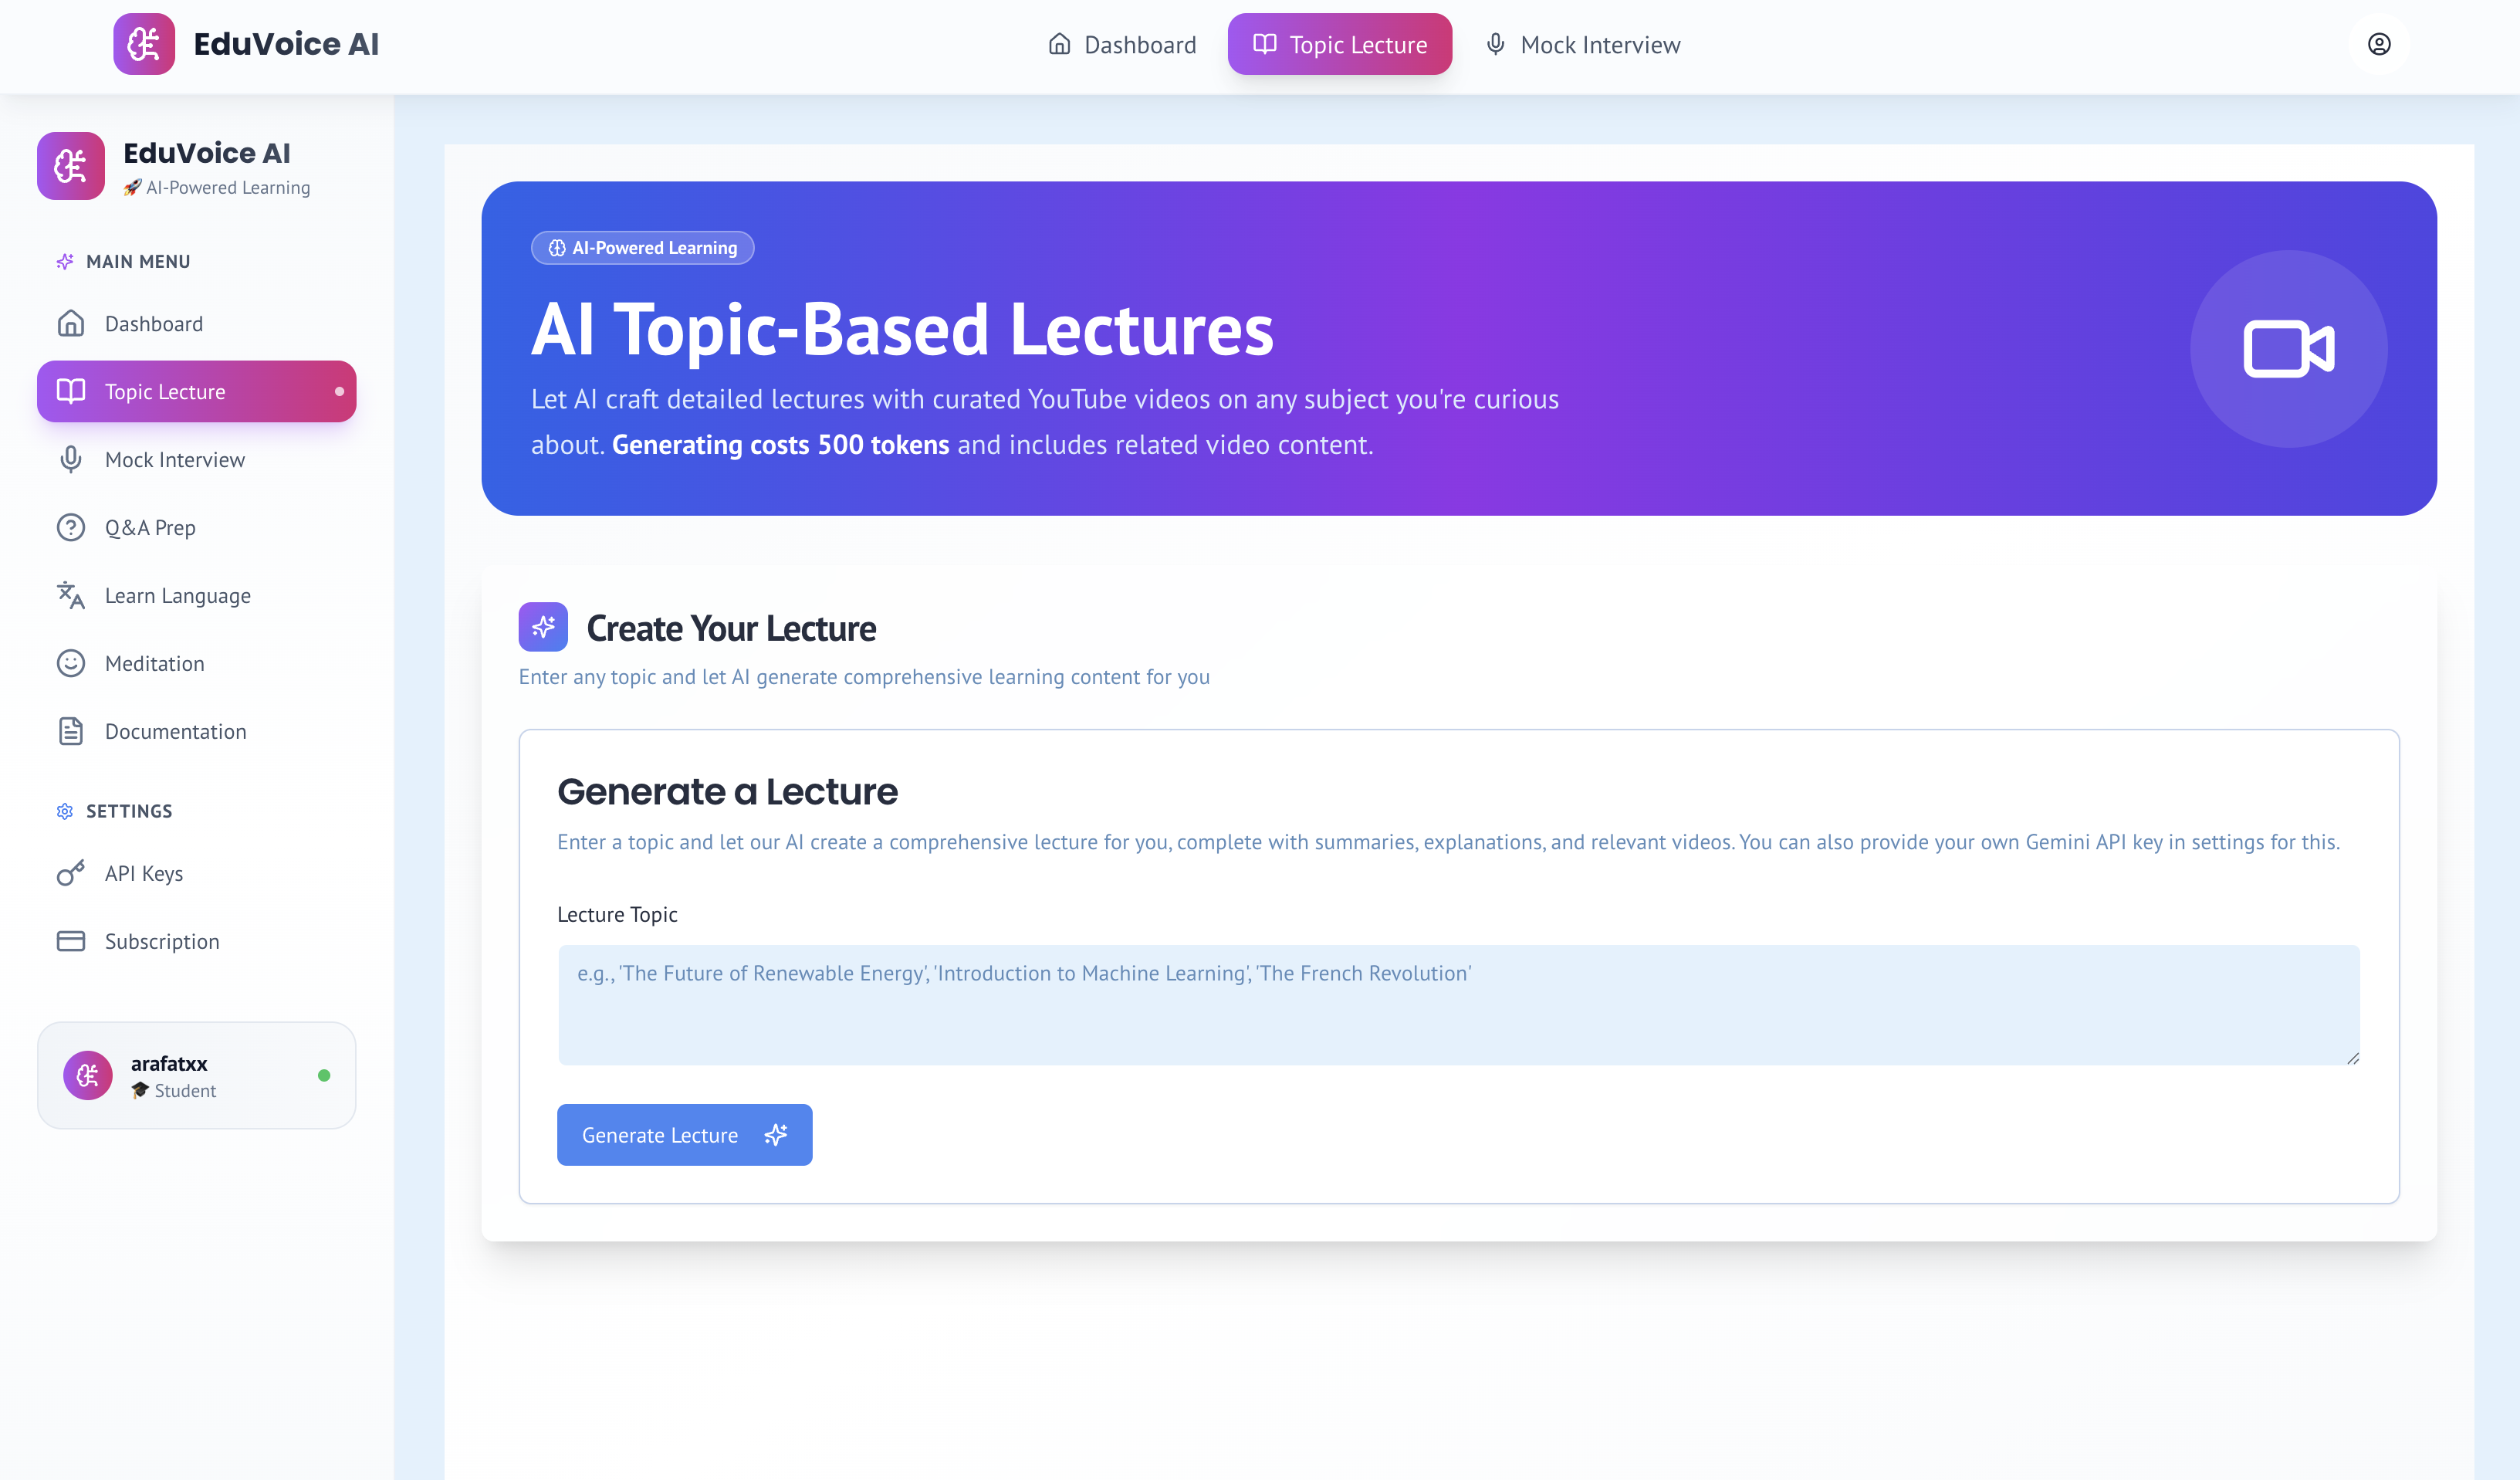 EduVoice AI
Dashboard
Topic Lecture
Mock Interview
EduVoice AI
🚀 AI-Powered Learning
MAIN MENU
Dashboard
Topic Lecture
Mock Interview
Q&A Prep
Learn Language
Meditation
Documentation
SETTINGS
API Keys
Subscription
arafatxx
🎓 Student
AI-Powered Learning
AI Topic-Based Lectures
Let AI craft detailed lectures with curated YouTube videos on any subject you're curious
about. Generating costs 500 tokens and includes related video content.
Create Your Lecture
Enter any topic and let AI generate comprehensive learning content for you
Generate a Lecture
Enter a topic and let our AI create a comprehensive lecture for you, complete with summaries, explanations, and relevant videos. You can also provide your own Gemini API key in settings for this.
Lecture Topic
e.g., 'The Future of Renewable Energy', 'Introduction to Machine Learning', 'The French Revolution'
Generate Lecture